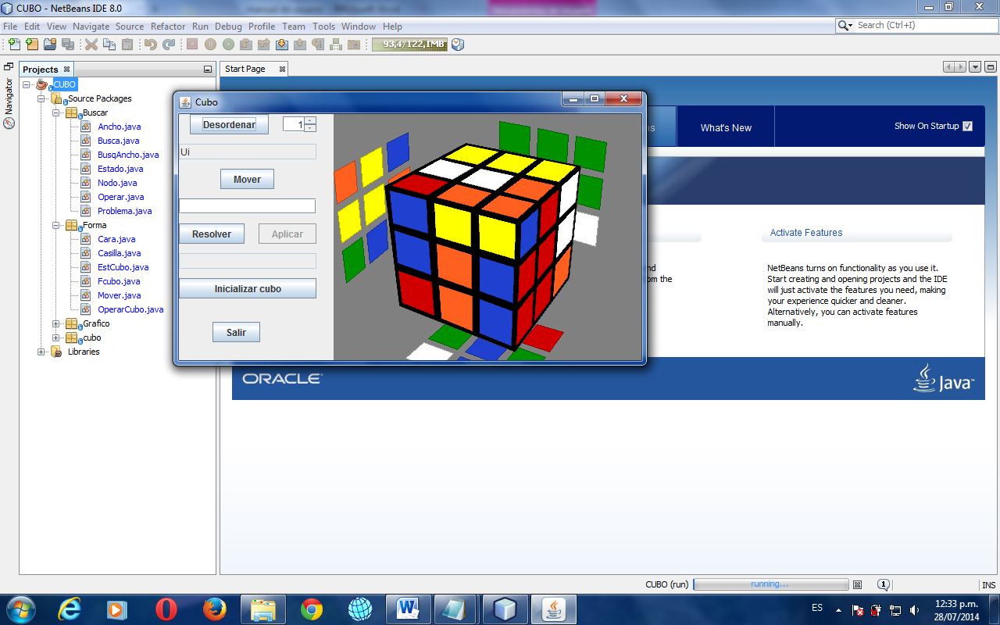 CUBO - NetBeans IDE 8.0
File Edit View Navigate Source Refactor Run Debug Profile Team Tools Window Help
Search (Ctrl+I)
93,4/122,1MB
Navigator
Projects
Start Page
CUBO
Source Packages
Buscar
Ancho.java
Busca.java
BusqAncho.java
Estado.java
Nodo.java
Operar.java
Problema.java
Forma
Cara.java
Casilla.java
EstCubo.java
Fcubo.java
Mover.java
OperarCubo.java
Grafico
cubo
Libraries
Cubo
Desordenar 1
Ui
Mover
Resolver Aplicar
Inicializar cubo
Salir
What's New
Show On Startup
Activate Features
NetBeans turns on functionality as you use it.
Start creating and opening projects and the IDE
will just activate the features you need, making
your experience quicker and cleaner.
Alternatively, you can activate features
manually.
ORACLE
Java
CUBO (run) running... 1 INS
ES
12:33 p.m.
28/07/2014